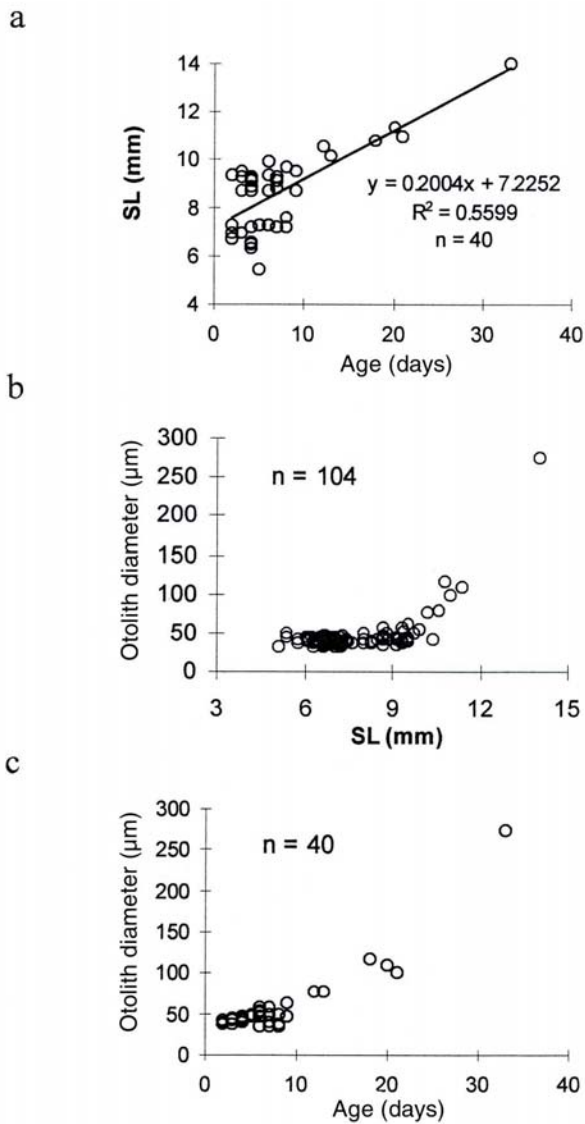 a
14
12
10
8
6
4
SL (mm)
y = 0.2004x + 7.2252
R² = 0.5599
n = 40
0 10 20 30 40
Age (days)
b
300
250
200
150
100
50
0
Otolith diameter (µm)
n = 104
3 6 9 12 15
SL (mm)
c
300
250
200
150
100
50
0
Otolith diameter (µm)
n = 40
0 10 20 30 40
Age (days)